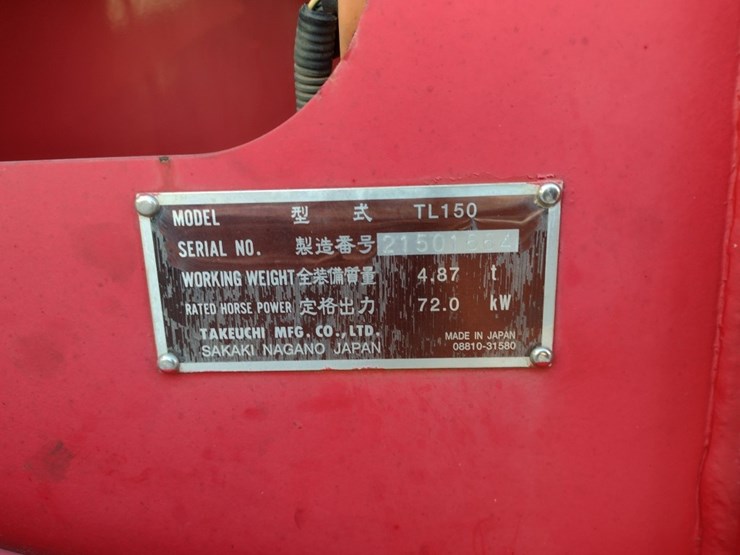 MODEL 型式 TL150
SERIAL NO. 製造番号
WORKING WEIGHT 全装備質量 4.87 t
RATED HORSE POWER 定格出力 72.0 kW
TAKEUCHI MFG. CO., LTD.
SAKAKI NAGANO JAPAN
MADE IN JAPAN
08810-31580